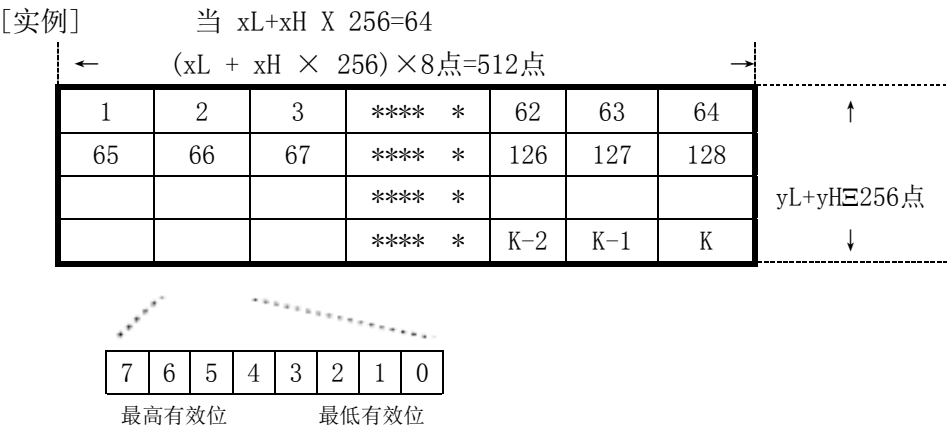 [实例] 当 xL+xH X 256=64
← (xL + xH × 256)×8点=512点 →
1 2 3 **** * 62 63 64 ↑
65 66 67 **** * 126 127 128
**** *
yL+yHΞ256点
**** * K-2 K-1 K ↓
7 6 5 4 3 2 1 0
最高有效位 最低有效位